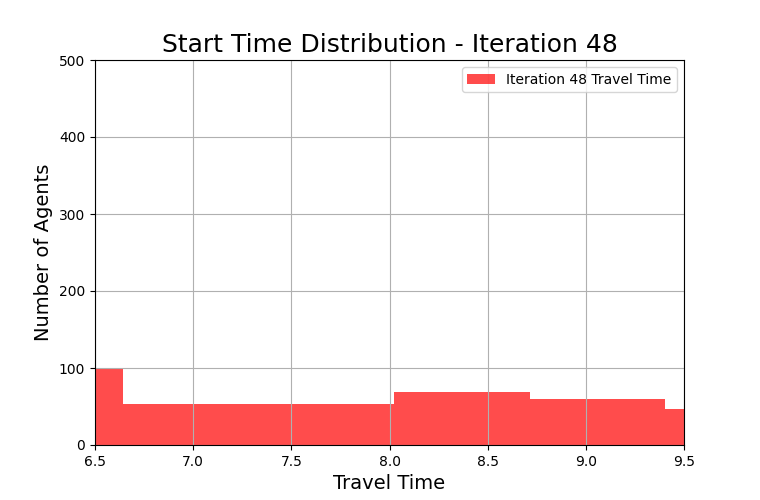 Start Time Distribution - Iteration 48
Iteration 48 Travel Time
Number of Agents
500
400
300
200
100
0
6.5 7.0 7.5 8.0 8.5 9.0 9.5
Travel Time